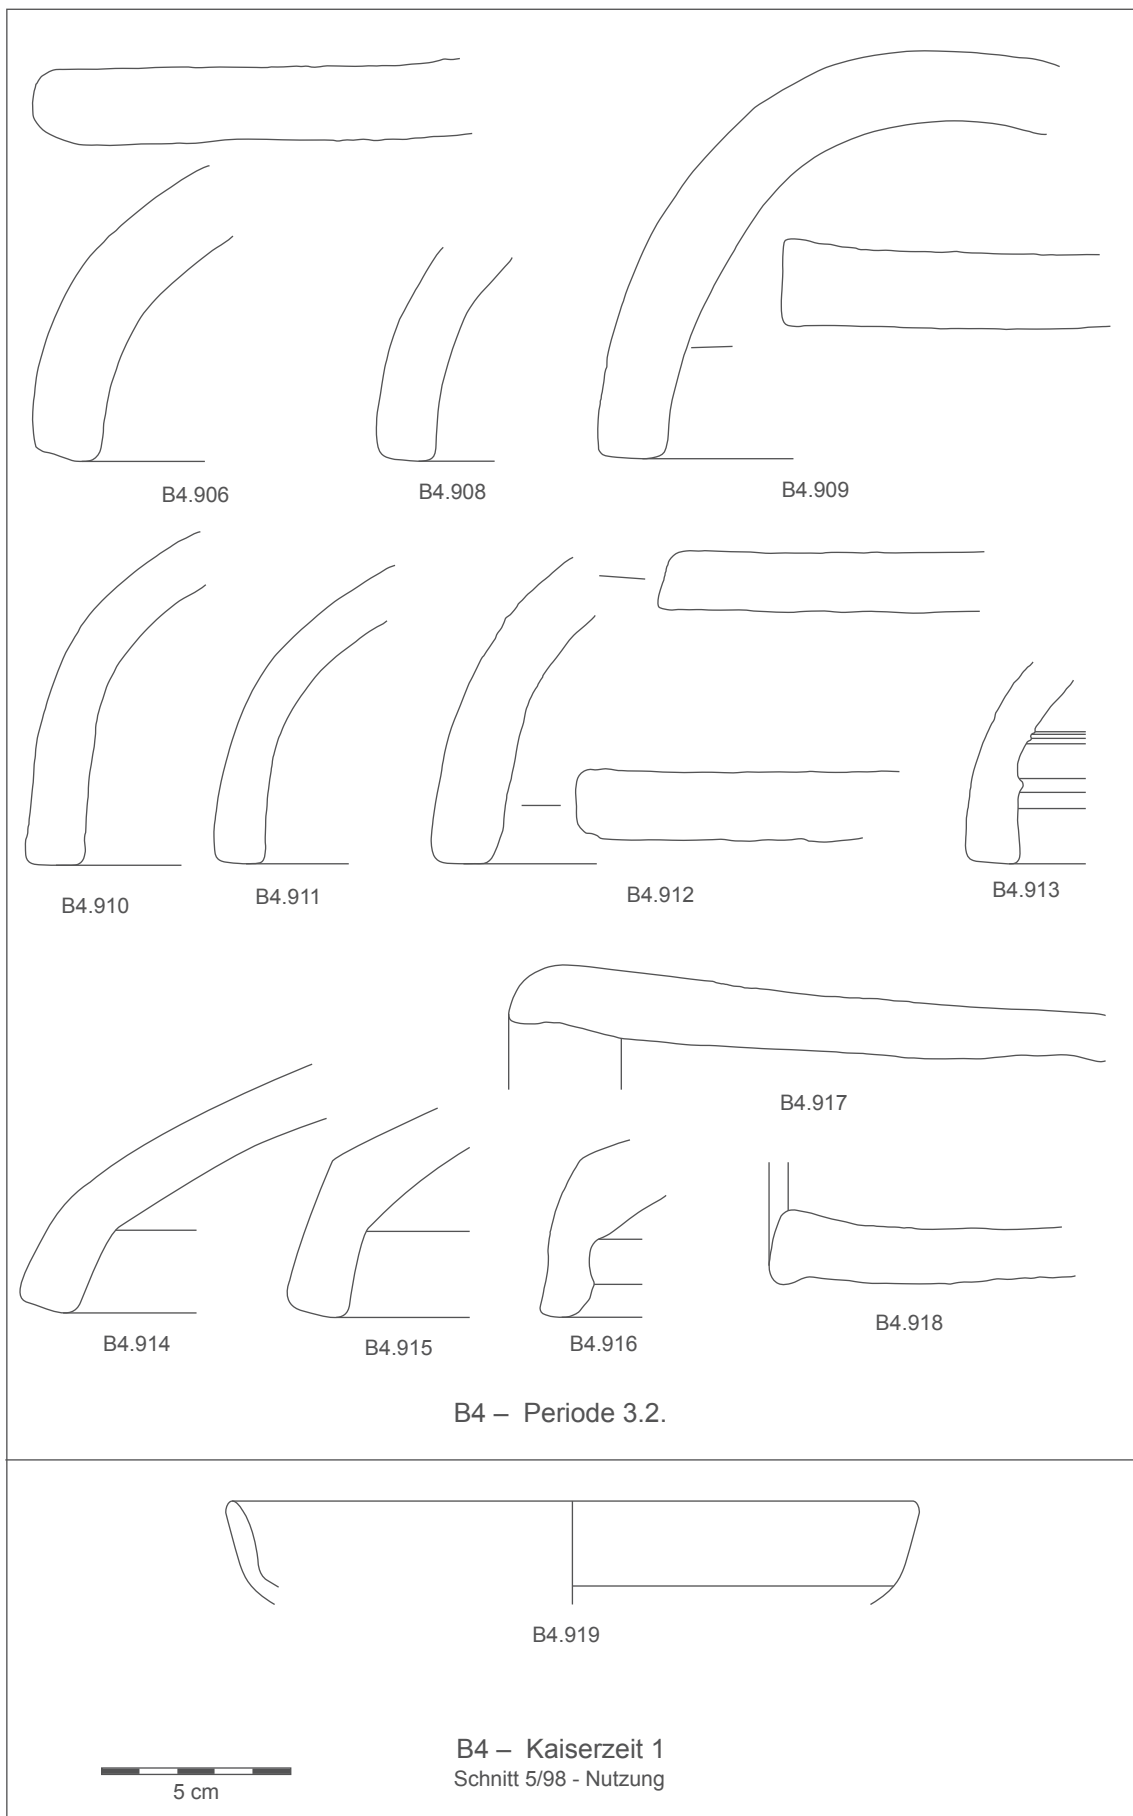 B4.906
B4.908
B4.909
B4.910
B4.911
B4.912
B4.913
B4.917
B4.914
B4.915
B4.916
B4.918
B4 – Periode 3.2.
B4.919
B4 – Kaiserzeit 1
Schnitt 5/98 - Nutzung
5 cm